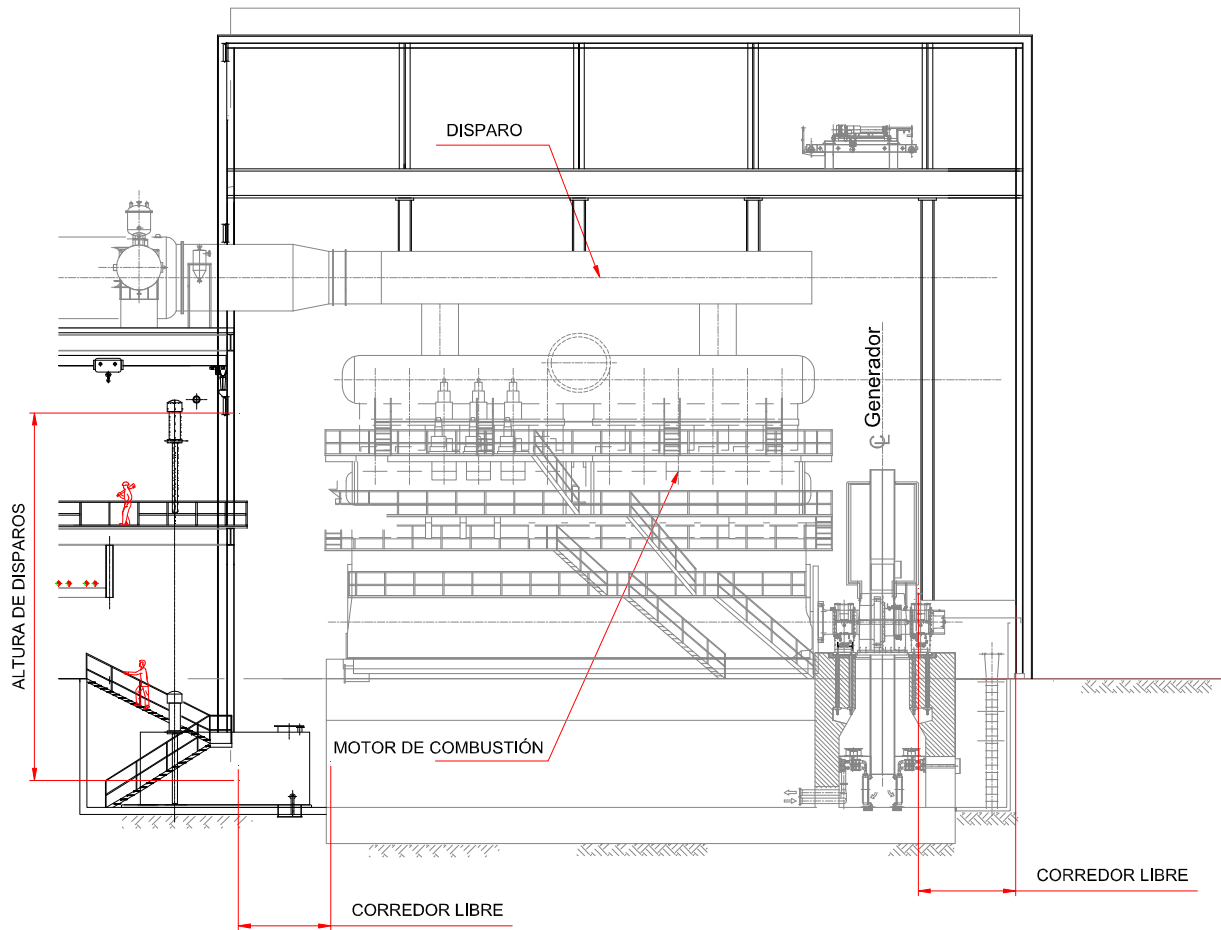 DISPARO
℄ Generador
ALTURA DE DISPAROS
MOTOR DE COMBUSTIÓN
CORREDOR LIBRE
CORREDOR LIBRE